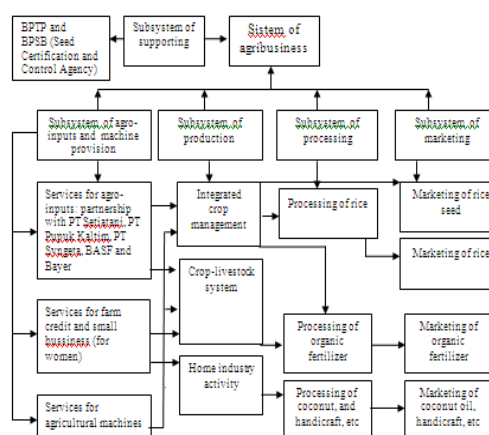 BPTP and
BPSB (Seed
Certification and
Control Agency)
Subsystem of
supporting
Sistem of
agribusiness
Subsystem of agro-
inputs and machine
provision
Subsystem of
production
Subsystem of
processing
Subsystem of
marketing
Services for agro-
inputs: partnership
with PT Setiatani, PT
Pupuk Kaltim, PT
Syngeta, BASF and
Bayer
Integrated
crop
management
Processing of rice
Marketing of rice
seed
Marketing of rice
Crop-livestock
system
Services for farm
credit and small
bussiness (for
women)
Processing of
organic
fertilizer
Marketing of
organic
fertilizer
Home industry
activity
Services for
agricultural machines
Processing of
coconut, and
handicraft, etc
Marketing of
coconut oil,
handicraft, etc